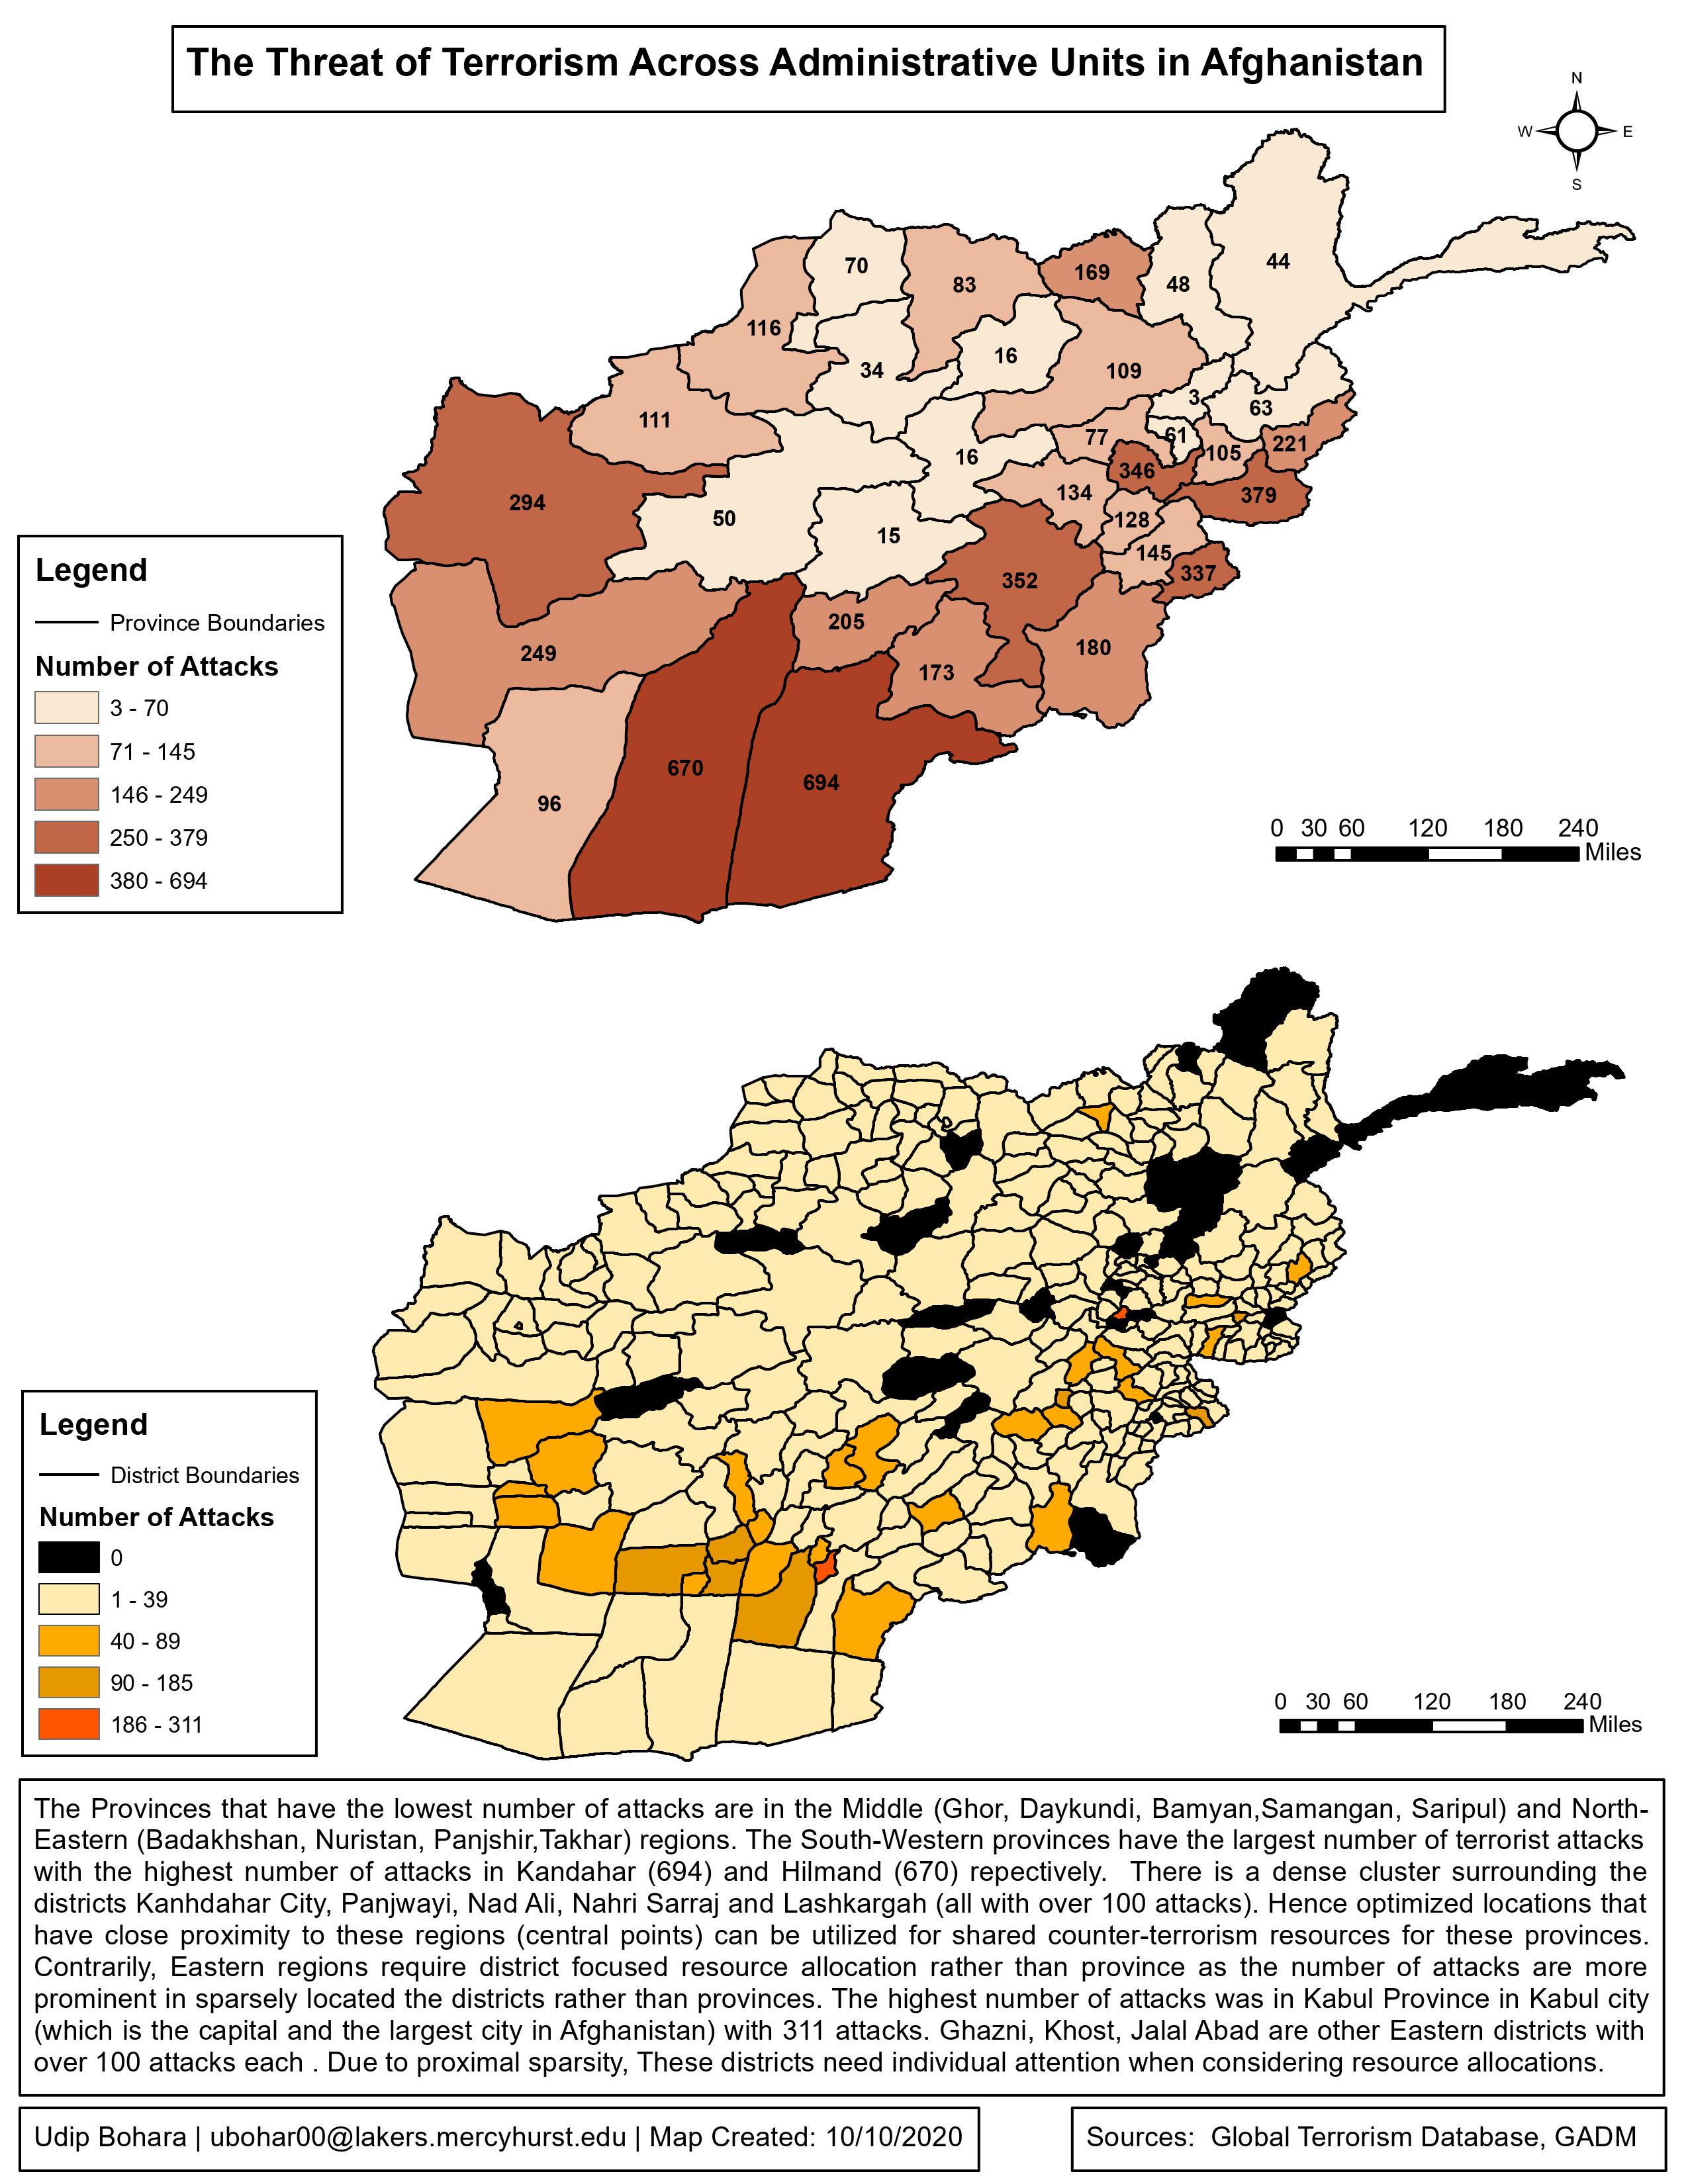 The Threat of Terrorism Across Administrative Units in Afghanistan
N
W E
S
44
70
169
48
83
116
16
34
109
3
63
111
77
61
221
105
16
346
379
134
294
128
50
15
145
337
352
205
180
249
173
670
694
96
Legend
Province Boundaries
Number of Attacks
3 - 70
71 - 145
146 - 249
250 - 379
380 - 694
0 30 60 120 180 240
Miles
Legend
District Boundaries
Number of Attacks
0
1 - 39
40 - 89
90 - 185
186 - 311
0 30 60 120 180 240
Miles
The Provinces that have the lowest number of attacks are in the Middle (Ghor, Daykundi, Bamyan,Samangan, Saripul) and North-
Eastern (Badakhshan, Nuristan, Panjshir,Takhar) regions. The South-Western provinces have the largest number of terrorist attacks
with the highest number of attacks in Kandahar (694) and Hilmand (670) repectively. There is a dense cluster surrounding the
districts Kanhdahar City, Panjwayi, Nad Ali, Nahri Sarraj and Lashkargah (all with over 100 attacks). Hence optimized locations that
have close proximity to these regions (central points) can be utilized for shared counter-terrorism resources for these provinces.
Contrarily, Eastern regions require district focused resource allocation rather than province as the number of attacks are more
prominent in sparsely located the districts rather than provinces. The highest number of attacks was in Kabul Province in Kabul city
(which is the capital and the largest city in Afghanistan) with 311 attacks. Ghazni, Khost, Jalal Abad are other Eastern districts with
over 100 attacks each . Due to proximal sparsity, These districts need individual attention when considering resource allocations.
Udip Bohara | ubohar00@lakers.mercyhurst.edu | Map Created: 10/10/2020
Sources: Global Terrorism Database, GADM